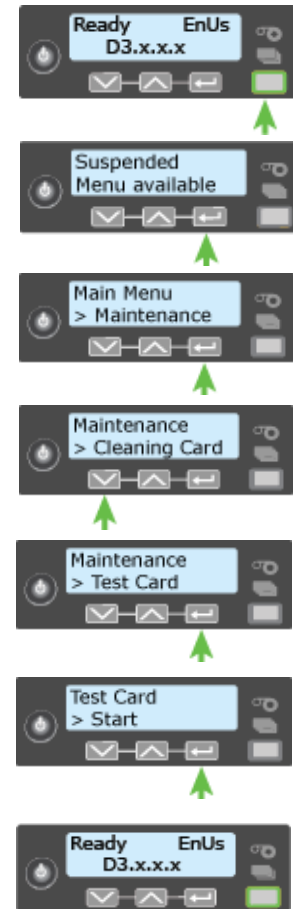 Ready EnUs
D3.x.x.x
Suspended
Menu available
Main Menu
> Maintenance
Maintenance
> Cleaning Card
Maintenance
> Test Card
Test Card
> Start
Ready EnUs
D3.x.x.x